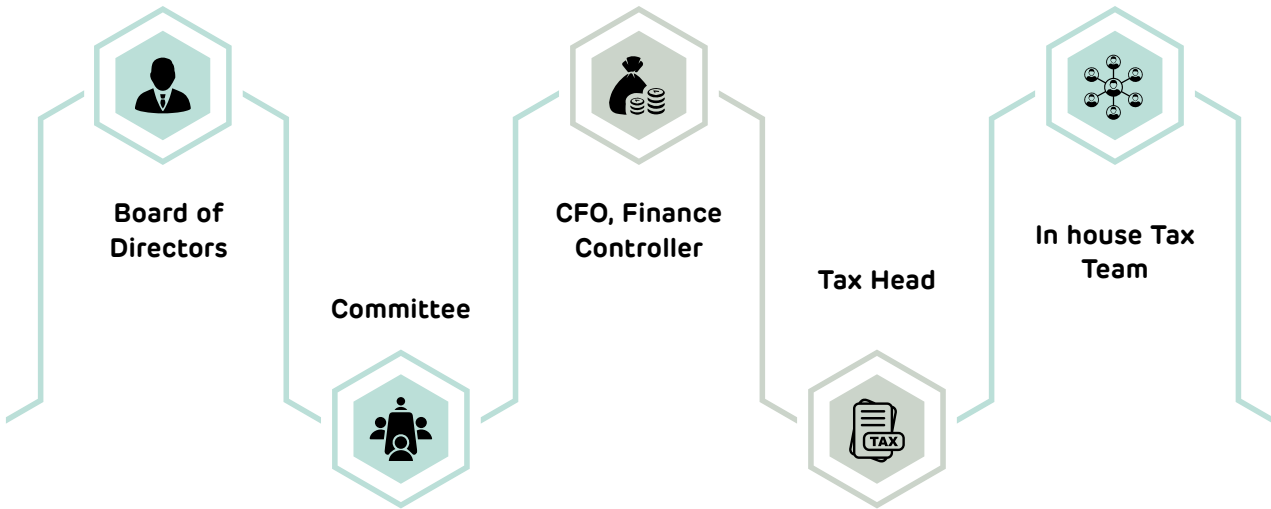 Board of
Directors
Committee
CFO, Finance
Controller
Tax Head
TAX
In house Tax
Team